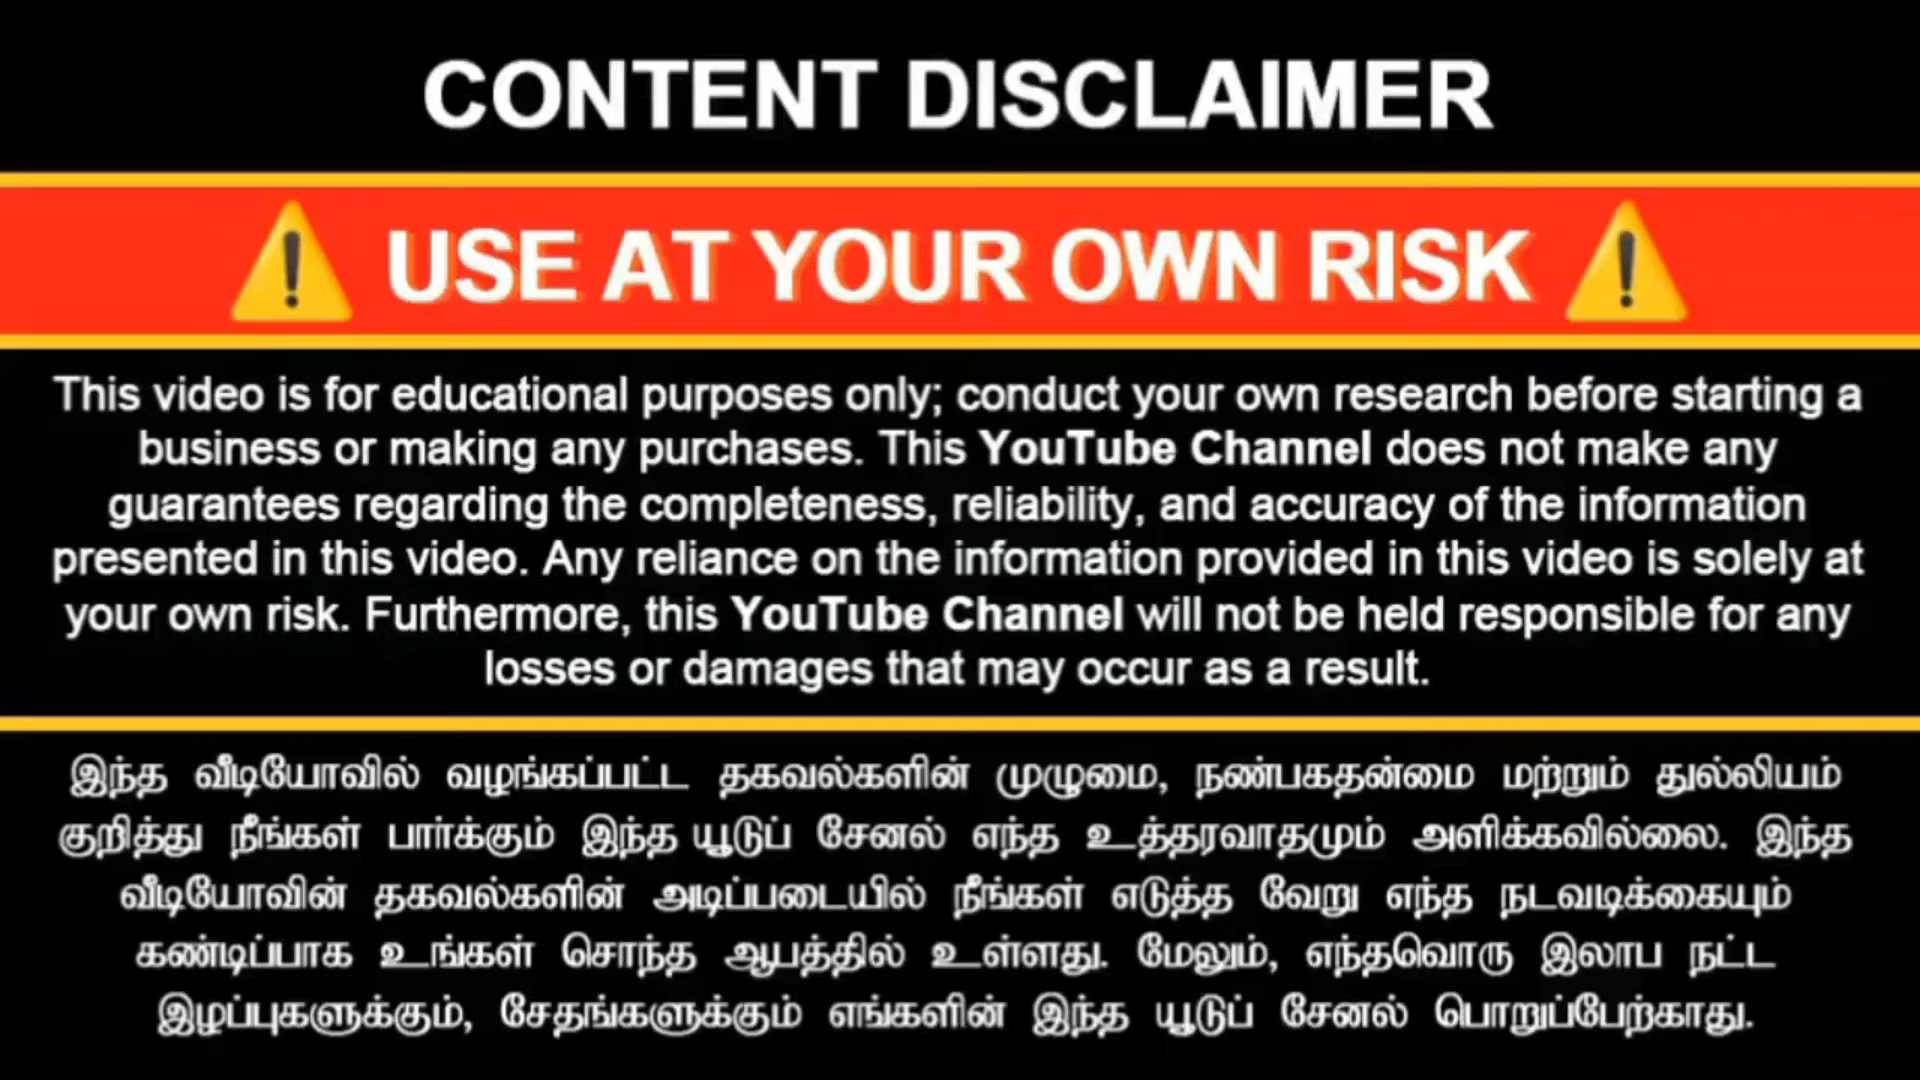 CONTENT DISCLAIMER
⚠️ USE AT YOUR OWN RISK ⚠️
This video is for educational purposes only; conduct your own research before starting a
business or making any purchases. This YouTube Channel does not make any
guarantees regarding the completeness, reliability, and accuracy of the information
presented in this video. Any reliance on the information provided in this video is solely at
your own risk. Furthermore, this YouTube Channel will not be held responsible for any
losses or damages that may occur as a result.
இந்த வீடியோவில் வழங்கப்பட்ட தகவல்களின் முழுமை, நண்பகதன்மை மற்றும் துல்லியம்
குறித்து நீங்கள் பார்க்கும் இந்த யூடுப் சேனல் எந்த உத்தரவாதமும் அளிக்கவில்லை. இந்த
வீடியோவின் தகவல்களின் அடிப்படையில் நீங்கள் எடுத்த வேறு எந்த நடவடிக்கையும்
கண்டிப்பாக உங்கள் சொந்த ஆபத்தில் உள்ளது. மேலும், எந்தவொரு இலாப நட்ட
இழப்புகளுக்கும், சேதங்களுக்கும் எங்களின் இந்த யூடுப் சேனல் பொறுப்பேற்காது.